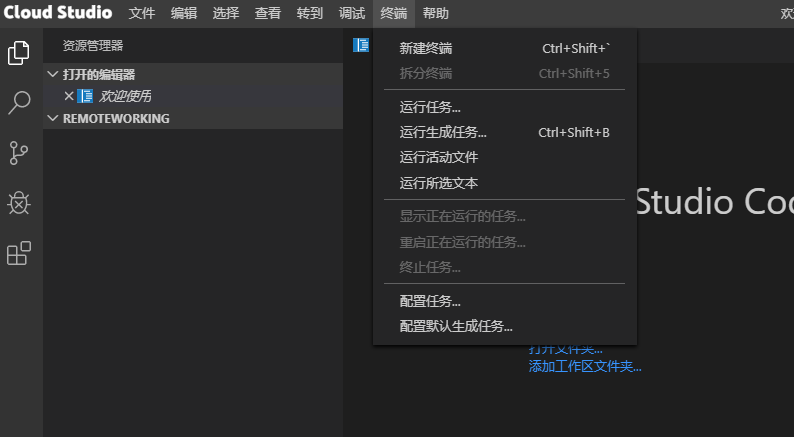 Cloud Studio 文件 编辑 选择 查看 转到 调试 终端 帮助
资源管理器
打开的编辑器
欢迎使用
REMOTEWORKING
新建终端 Ctrl+Shift+`
拆分终端 Ctrl+Shift+5
运行任务...
运行生成任务... Ctrl+Shift+B
运行活动文件
运行所选文本
显示正在运行的任务...
重启正在运行的任务...
终止任务...
配置任务...
配置默认生成任务...
Studio
打开文件夹...
添加工作区文件夹...